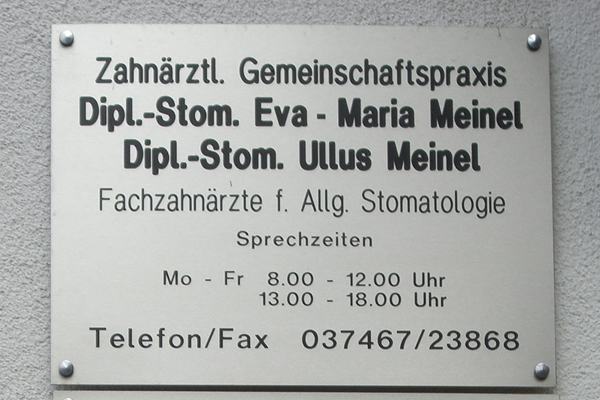 Zahnärztl. Gemeinschaftspraxis
Dipl.-Stom. Eva - Maria Meinel
Dipl.-Stom. Ullus Meinel
Fachzahnärzte f. Allg. Stomatologie
Sprechzeiten
Mo - Fr 8.00 - 12.00 Uhr
13.00 - 18.00 Uhr
Telefon/Fax 037467/23868